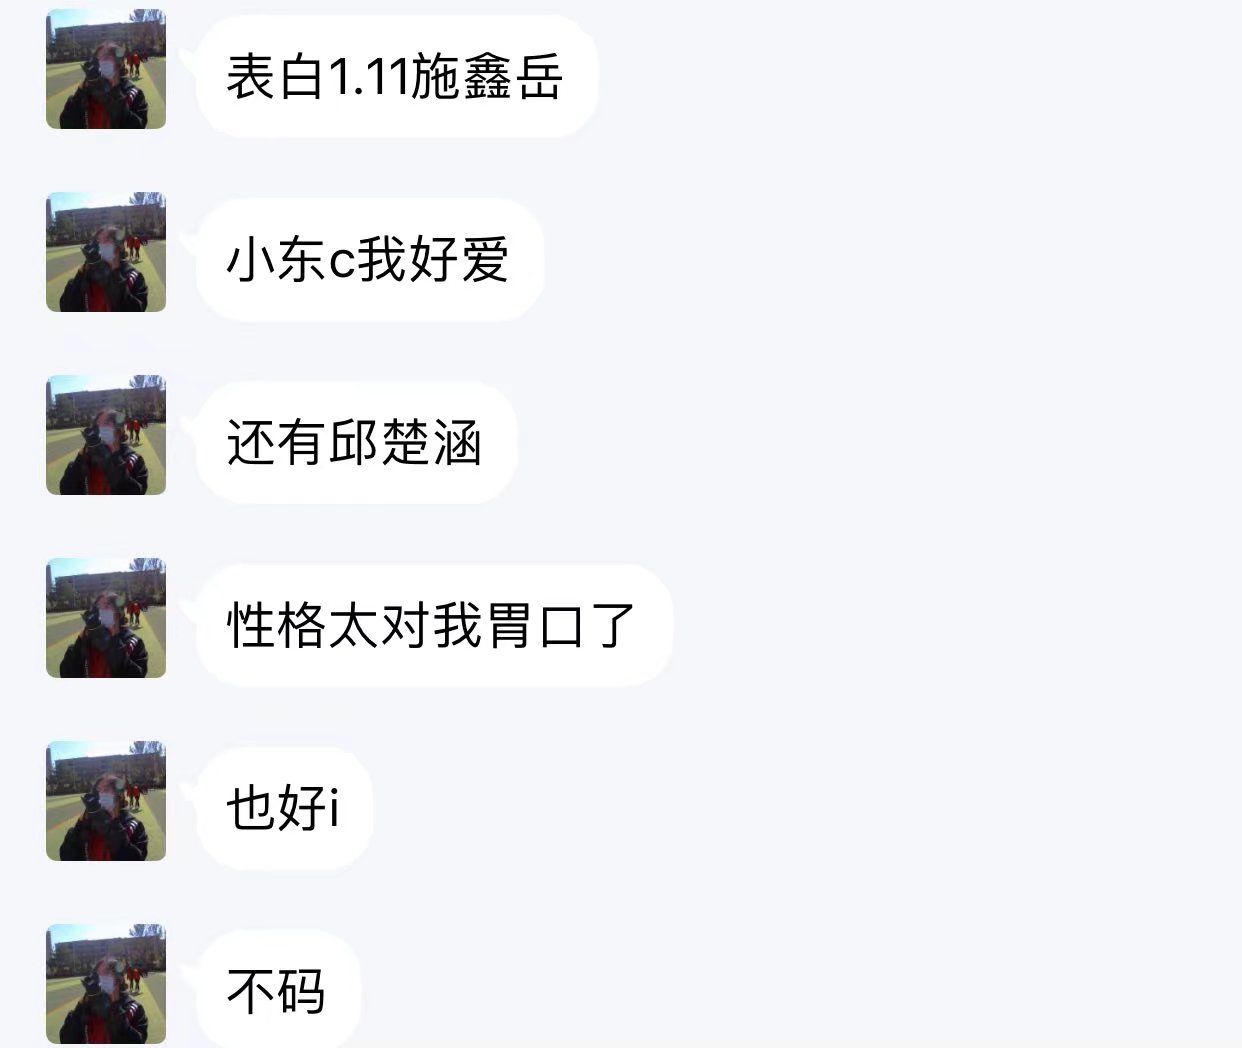 表白1.11施鑫岳
小东c我好爱
还有邱楚涵
性格太对我胃口了
也好i
不码